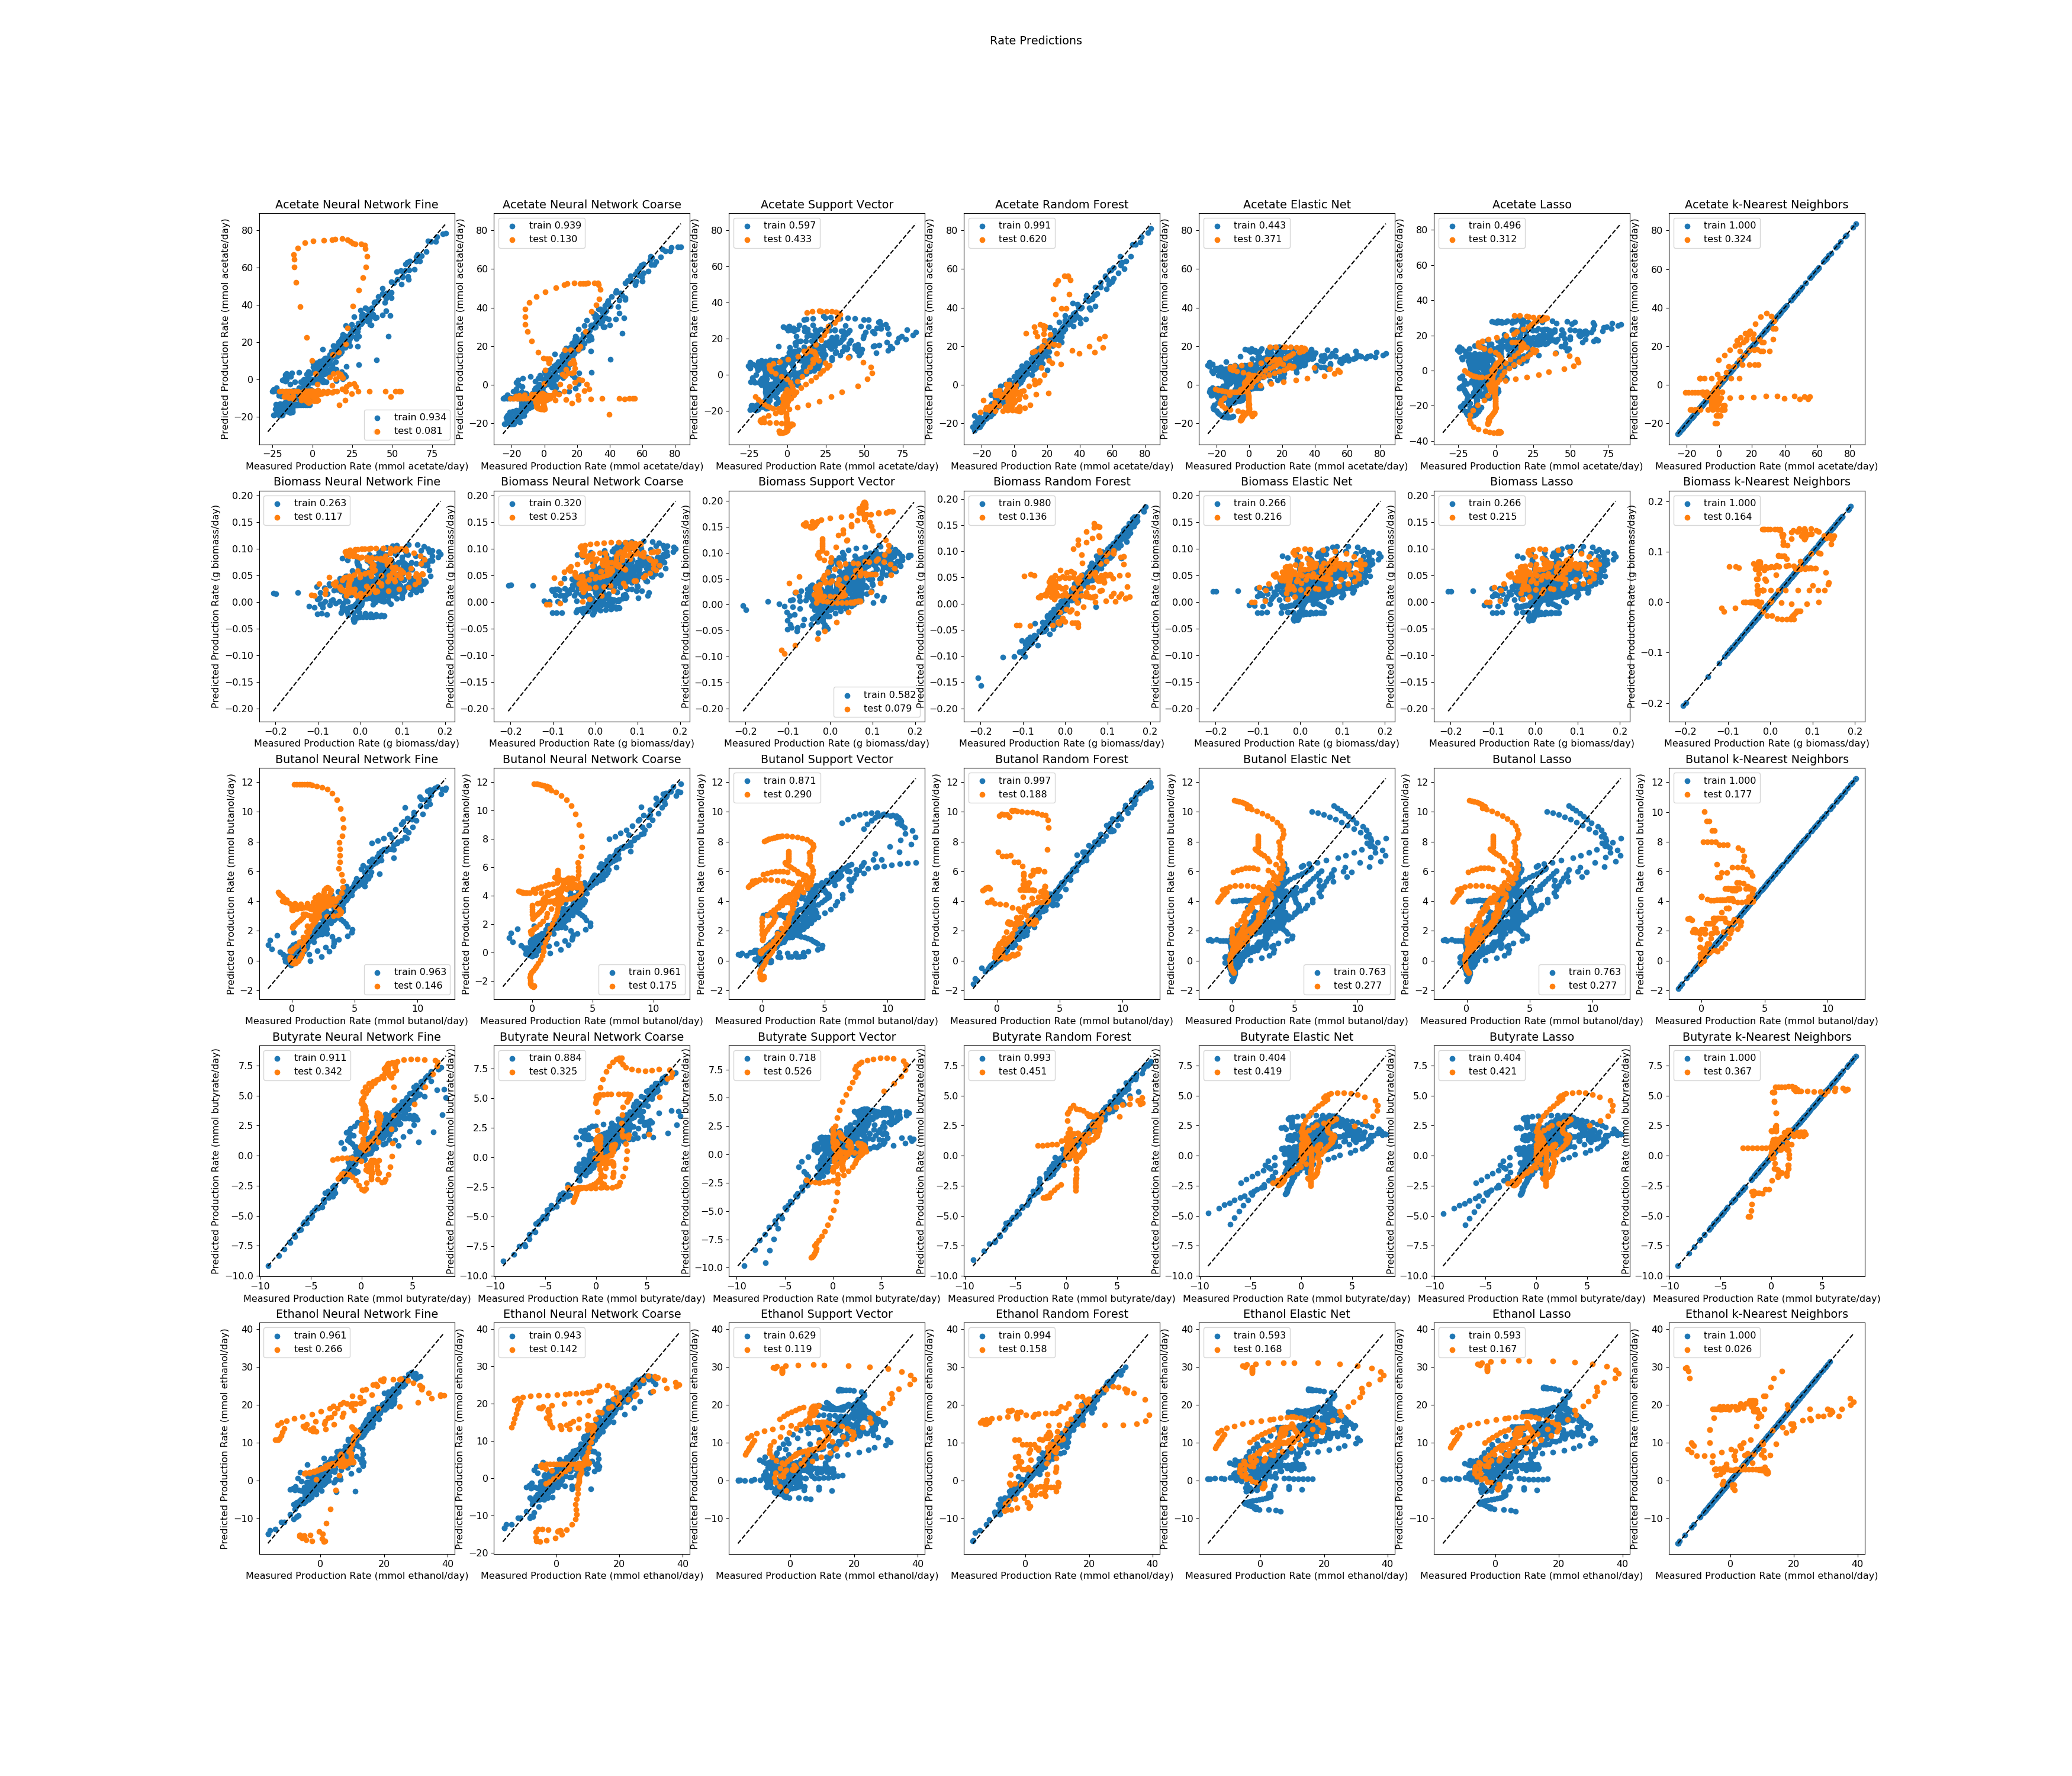 Rate Predictions
Acetate Neural Network Fine
Predicted Production Rate (mmol acetate/day)
80
60
40
20
0
−20
train 0.934
test 0.081
−25 0 25 50 75
Measured Production Rate (mmol acetate/day)
Acetate Neural Network Coarse
Predicted Production Rate (mmol acetate/day)
80
60
40
20
0
−20
train 0.939
test 0.130
−20 0 20 40 60 80
Measured Production Rate (mmol acetate/day)
Acetate Support Vector
Predicted Production Rate (mmol acetate/day)
80
60
40
20
0
−20
train 0.597
test 0.433
−25 0 25 50 75
Measured Production Rate (mmol acetate/day)
Acetate Random Forest
Predicted Production Rate (mmol acetate/day)
80
60
40
20
0
−20
train 0.991
test 0.620
−20 0 20 40 60 80
Measured Production Rate (mmol acetate/day)
Acetate Elastic Net
Predicted Production Rate (mmol acetate/day)
80
60
40
20
0
−20
train 0.443
test 0.371
−20 0 20 40 60 80
Measured Production Rate (mmol acetate/day)
Acetate Lasso
Predicted Production Rate (mmol acetate/day)
80
60
40
20
0
−20
−40
train 0.496
test 0.312
−25 0 25 50 75
Measured Production Rate (mmol acetate/day)
Acetate k-Nearest Neighbors
Predicted Production Rate (mmol acetate/day)
80
60
40
20
0
−20
train 1.000
test 0.324
−20 0 20 40 60 80
Measured Production Rate (mmol acetate/day)
Biomass Neural Network Fine
Predicted Production Rate (g biomass/day)
0.20
0.15
0.10
0.05
0.00
−0.05
−0.10
−0.15
−0.20
train 0.263
test 0.117
−0.2 −0.1 0.0 0.1 0.2
Measured Production Rate (g biomass/day)
Biomass Neural Network Coarse
Predicted Production Rate (g biomass/day)
0.20
0.15
0.10
0.05
0.00
−0.05
−0.10
−0.15
−0.20
train 0.320
test 0.253
−0.2 −0.1 0.0 0.1 0.2
Measured Production Rate (g biomass/day)
Biomass Support Vector
Predicted Production Rate (g biomass/day)
0.20
0.15
0.10
0.05
0.00
−0.05
−0.10
−0.15
−0.20
train 0.582
test 0.079
−0.2 −0.1 0.0 0.1 0.2
Measured Production Rate (g biomass/day)
Biomass Random Forest
Predicted Production Rate (g biomass/day)
0.20
0.15
0.10
0.05
0.00
−0.05
−0.10
−0.15
−0.20
train 0.980
test 0.136
−0.2 −0.1 0.0 0.1 0.2
Measured Production Rate (g biomass/day)
Biomass Elastic Net
Predicted Production Rate (g biomass/day)
0.20
0.15
0.10
0.05
0.00
−0.05
−0.10
−0.15
−0.20
train 0.266
test 0.216
−0.2 −0.1 0.0 0.1 0.2
Measured Production Rate (g biomass/day)
Biomass Lasso
Predicted Production Rate (g biomass/day)
0.20
0.15
0.10
0.05
0.00
−0.05
−0.10
−0.15
−0.20
train 0.266
test 0.215
−0.2 −0.1 0.0 0.1 0.2
Measured Production Rate (g biomass/day)
Biomass k-Nearest Neighbors
Predicted Production Rate (g biomass/day)
0.2
0.1
0.0
−0.1
−0.2
train 1.000
test 0.164
−0.2 −0.1 0.0 0.1 0.2
Measured Production Rate (g biomass/day)
Butanol Neural Network Fine
Predicted Production Rate (mmol butanol/day)
12
10
8
6
4
2
0
−2
train 0.963
test 0.146
0 5 10
Measured Production Rate (mmol butanol/day)
Butanol Neural Network Coarse
Predicted Production Rate (mmol butanol/day)
12
10
8
6
4
2
0
−2
train 0.961
test 0.175
0 5 10
Measured Production Rate (mmol butanol/day)
Butanol Support Vector
Predicted Production Rate (mmol butanol/day)
12
10
8
6
4
2
0
−2
train 0.871
test 0.290
0 5 10
Measured Production Rate (mmol butanol/day)
Butanol Random Forest
Predicted Production Rate (mmol butanol/day)
12
10
8
6
4
2
0
−2
train 0.997
test 0.188
0 5 10
Measured Production Rate (mmol butanol/day)
Butanol Elastic Net
Predicted Production Rate (mmol butanol/day)
12
10
8
6
4
2
0
−2
train 0.763
test 0.277
0 5 10
Measured Production Rate (mmol butanol/day)
Butanol Lasso
Predicted Production Rate (mmol butanol/day)
12
10
8
6
4
2
0
−2
train 0.763
test 0.277
0 5 10
Measured Production Rate (mmol butanol/day)
Butanol k-Nearest Neighbors
Predicted Production Rate (mmol butanol/day)
12
10
8
6
4
2
0
−2
train 1.000
test 0.177
0 5 10
Measured Production Rate (mmol butanol/day)
Butyrate Neural Network Fine
Predicted Production Rate (mmol butyrate/day)
7.5
5.0
2.5
0.0
−2.5
−5.0
−7.5
−10.0
train 0.911
test 0.342
−10 −5 0 5
Measured Production Rate (mmol butyrate/day)
Butyrate Neural Network Coarse
Predicted Production Rate (mmol butyrate/day)
7.5
5.0
2.5
0.0
−2.5
−5.0
−7.5
−10.0
train 0.884
test 0.325
−10 −5 0 5
Measured Production Rate (mmol butyrate/day)
Butyrate Support Vector
Predicted Production Rate (mmol butyrate/day)
7.5
5.0
2.5
0.0
−2.5
−5.0
−7.5
−10.0
train 0.718
test 0.526
−10 −5 0 5
Measured Production Rate (mmol butyrate/day)
Butyrate Random Forest
Predicted Production Rate (mmol butyrate/day)
7.5
5.0
2.5
0.0
−2.5
−5.0
−7.5
−10.0
train 0.993
test 0.451
−10 −5 0 5
Measured Production Rate (mmol butyrate/day)
Butyrate Elastic Net
Predicted Production Rate (mmol butyrate/day)
7.5
5.0
2.5
0.0
−2.5
−5.0
−7.5
−10.0
train 0.404
test 0.419
−10 −5 0 5
Measured Production Rate (mmol butyrate/day)
Butyrate Lasso
Predicted Production Rate (mmol butyrate/day)
7.5
5.0
2.5
0.0
−2.5
−5.0
−7.5
−10.0
train 0.404
test 0.421
−10 −5 0 5
Measured Production Rate (mmol butyrate/day)
Butyrate k-Nearest Neighbors
Predicted Production Rate (mmol butyrate/day)
7.5
5.0
2.5
0.0
−2.5
−5.0
−7.5
−10.0
train 1.000
test 0.367
−10 −5 0 5
Measured Production Rate (mmol butyrate/day)
Ethanol Neural Network Fine
Predicted Production Rate (mmol ethanol/day)
40
30
20
10
0
−10
train 0.961
test 0.266
0 20 40
Measured Production Rate (mmol ethanol/day)
Ethanol Neural Network Coarse
Predicted Production Rate (mmol ethanol/day)
40
30
20
10
0
−10
−20
train 0.943
test 0.142
0 20 40
Measured Production Rate (mmol ethanol/day)
Ethanol Support Vector
Predicted Production Rate (mmol ethanol/day)
40
30
20
10
0
−10
train 0.629
test 0.119
0 20 40
Measured Production Rate (mmol ethanol/day)
Ethanol Random Forest
Predicted Production Rate (mmol ethanol/day)
40
30
20
10
0
−10
train 0.994
test 0.158
0 20 40
Measured Production Rate (mmol ethanol/day)
Ethanol Elastic Net
Predicted Production Rate (mmol ethanol/day)
40
30
20
10
0
−10
train 0.593
test 0.168
0 20 40
Measured Production Rate (mmol ethanol/day)
Ethanol Lasso
Predicted Production Rate (mmol ethanol/day)
40
30
20
10
0
−10
train 0.593
test 0.167
0 20 40
Measured Production Rate (mmol ethanol/day)
Ethanol k-Nearest Neighbors
Predicted Production Rate (mmol ethanol/day)
40
30
20
10
0
−10
train 1.000
test 0.026
0 20 40
Measured Production Rate (mmol ethanol/day)